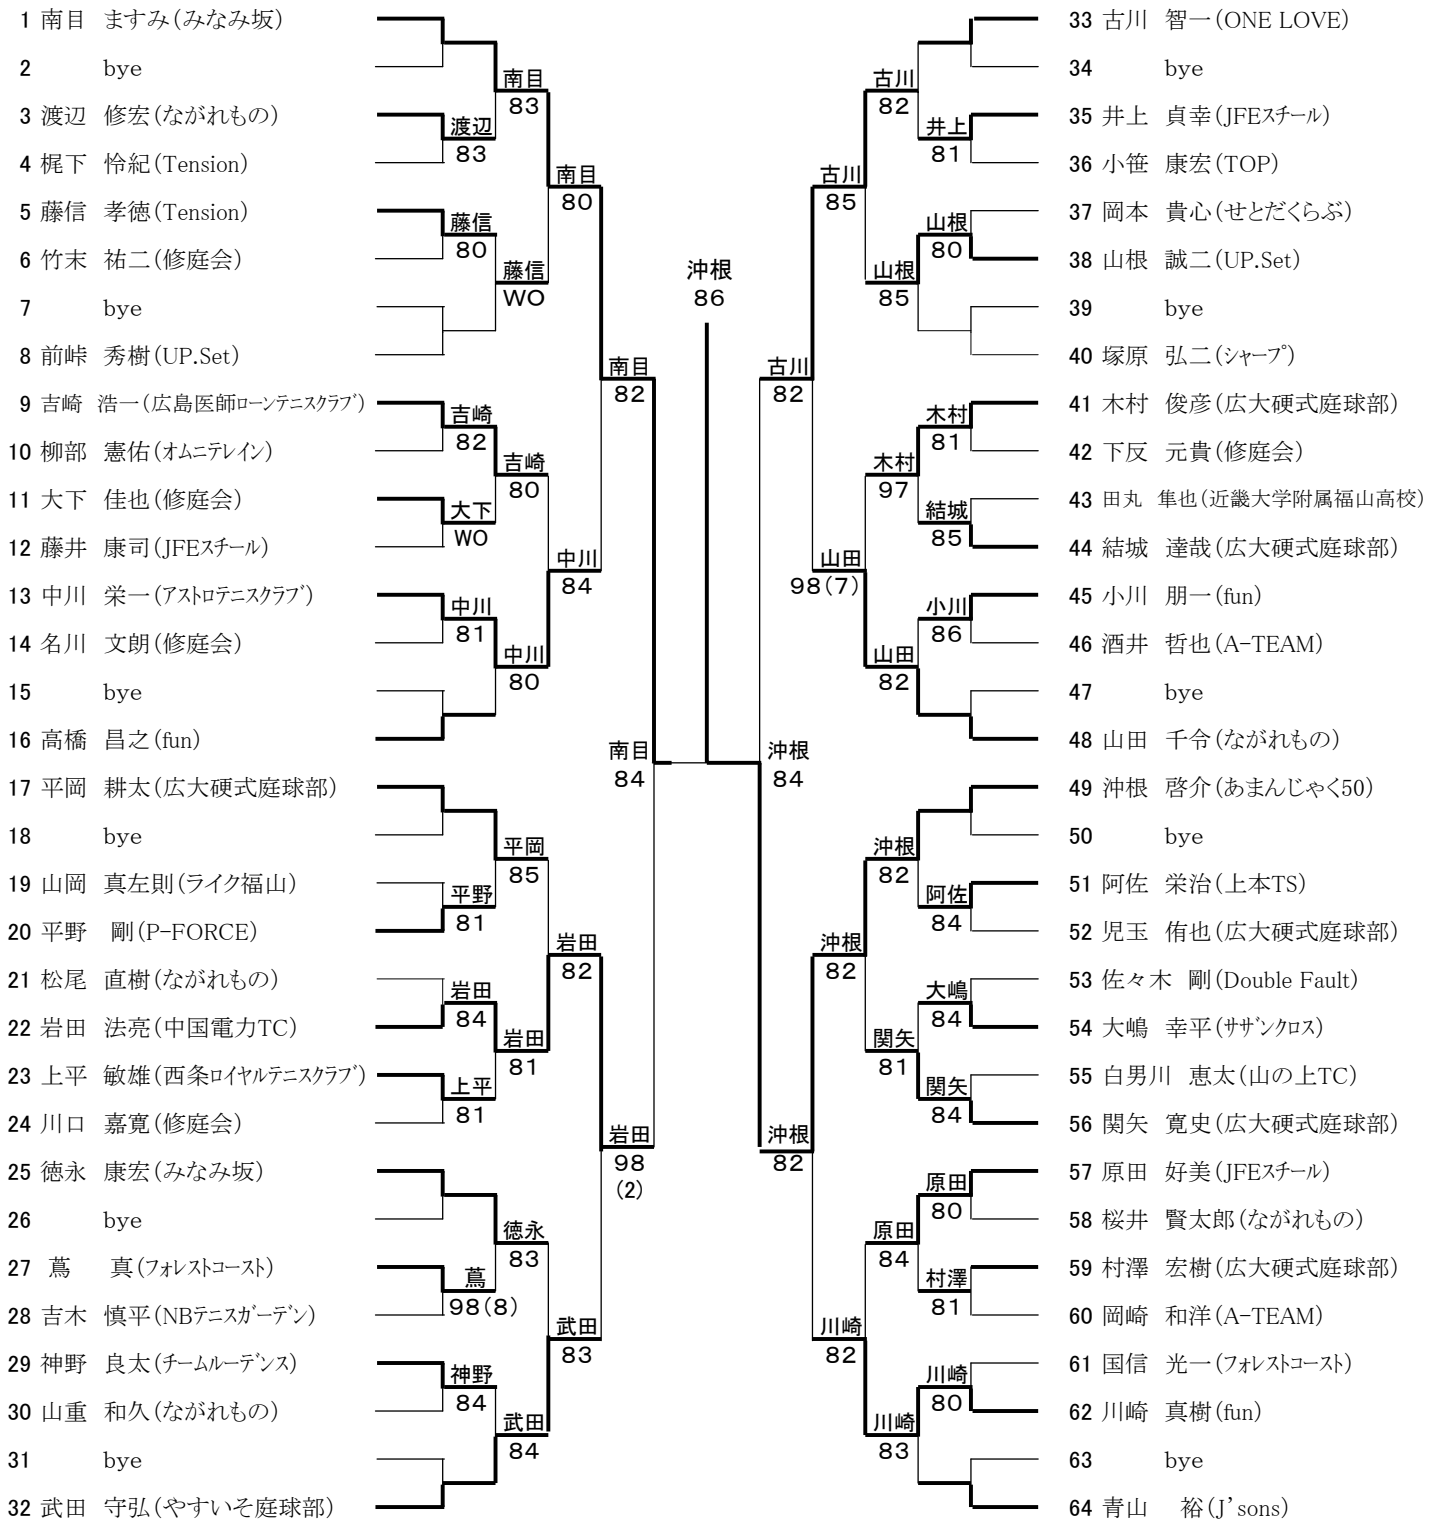 1 南目　ますみ(みなみ坂)
2 bye
3 渡辺　修宏(ながれもの)
4 梶下　怜紀(Tension)
5 藤信　孝徳(Tension)
6 竹末　祐二(修庭会)
7 bye
8 前峠　秀樹(UP.Set)
9 吉崎　浩一(広島医師ローンテニスクラブ)
10 柳部　憲佑(オムニテレイン)
11 大下　佳也(修庭会)
12 藤井　康司(JFEスチール)
13 中川　栄一(アストロテニスクラブ)
14 名川　文朗(修庭会)
15 bye
16 高橋　昌之(fun)
17 平岡　耕太(広大硬式庭球部)
18 bye
19 山岡　真左則(ライク福山)
20 平野　剛(P-FORCE)
21 松尾　直樹(ながれもの)
22 岩田　法亮(中国電力TC)
23 上平　敏雄(西条ロイヤルテニスクラブ)
24 川口　嘉寛(修庭会)
25 徳永　康宏(みなみ坂)
26 bye
27 蔦　真(フォレストコースト)
28 吉木　慎平(NBテニスガーデン)
29 神野　良太(チームルーデンス)
30 山重　和久(ながれもの)
31 bye
32 武田　守弘(やすいそ庭球部)
渡辺
83
藤信
80
吉崎
82
大下
WO
中川
81
平野
81
岩田
84
上平
81
蔦
98(8)
神野
84
南目
83
藤信
WO
吉崎
80
中川
80
平岡
85
岩田
81
徳永
83
武田
84
南目
80
中川
84
岩田
82
武田
83
南目
82
岩田
98
(2)
南目
84
沖根
86
沖根
84
古川
82
沖根
82
古川
85
山田
98(7)
沖根
82
川崎
82
古川
82
山根
85
木村
97
山田
82
沖根
82
関矢
81
原田
84
川崎
83
井上
81
山根
80
木村
81
結城
85
小川
86
阿佐
84
大嶋
84
関矢
84
原田
80
村澤
81
川崎
80
33 古川　智一(ONE LOVE)
34 bye
35 井上　貞幸(JFEスチール)
36 小笹　康宏(TOP)
37 岡本　貴心(せとだくらぶ)
38 山根　誠二(UP.Set)
39 bye
40 塚原　弘二(シャープ)
41 木村　俊彦(広大硬式庭球部)
42 下反　元貴(修庭会)
43 田丸　隼也(近畿大学附属福山高校)
44 結城　達哉(広大硬式庭球部)
45 小川　朋一(fun)
46 酒井　哲也(A-TEAM)
47 bye
48 山田　千令(ながれもの)
49 沖根　啓介(あまんじゃく50)
50 bye
51 阿佐　栄治(上本TS)
52 児玉　侑也(広大硬式庭球部)
53 佐々木　剛(Double Fault)
54 大嶋　幸平(サザンクロス)
55 白男川　恵太(山の上TC)
56 関矢　寛史(広大硬式庭球部)
57 原田　好美(JFEスチール)
58 桜井　賢太郎(ながれもの)
59 村澤　宏樹(広大硬式庭球部)
60 岡崎　和洋(A-TEAM)
61 国信　光一(フォレストコースト)
62 川崎　真樹(fun)
63 bye
64 青山　裕(J’sons)